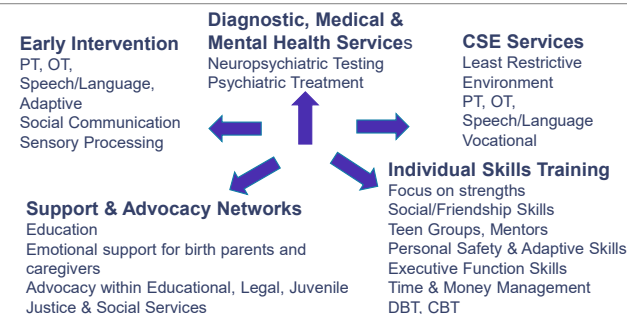 Diagnostic, Medical &
Mental Health Services
Neuropsychiatric Testing
Psychiatric Treatment
Early Intervention
PT, OT,
Speech/Language,
Adaptive
Social Communication
Sensory Processing
CSE Services
Least Restrictive
Environment
PT, OT,
Speech/Language
Vocational
Support & Advocacy Networks
Education
Emotional support for birth parents and
caregivers
Advocacy within Educational, Legal, Juvenile
Justice & Social Services
Individual Skills Training
Focus on strengths
Social/Friendship Skills
Teen Groups, Mentors
Personal Safety & Adaptive Skills
Executive Function Skills
Time & Money Management
DBT, CBT